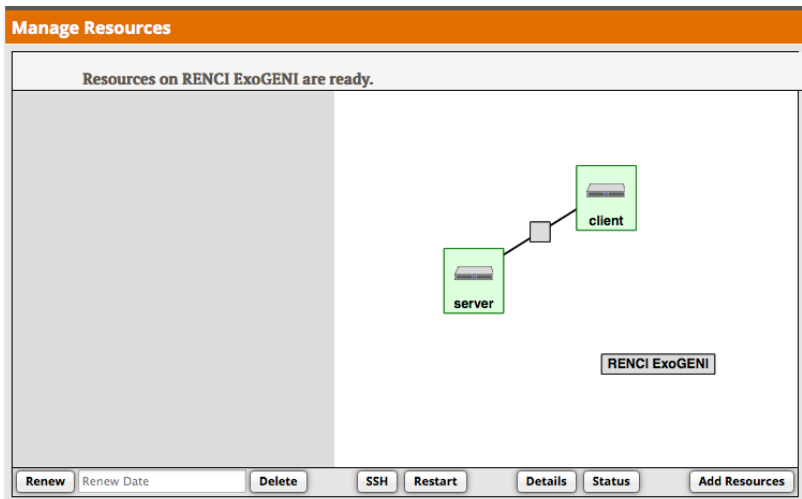 Manage Resources
Resources on RENCI ExoGENI are ready.
client
server
RENCI ExoGENI
Renew Renew Date Delete SSH Restart Details Status Add Resources